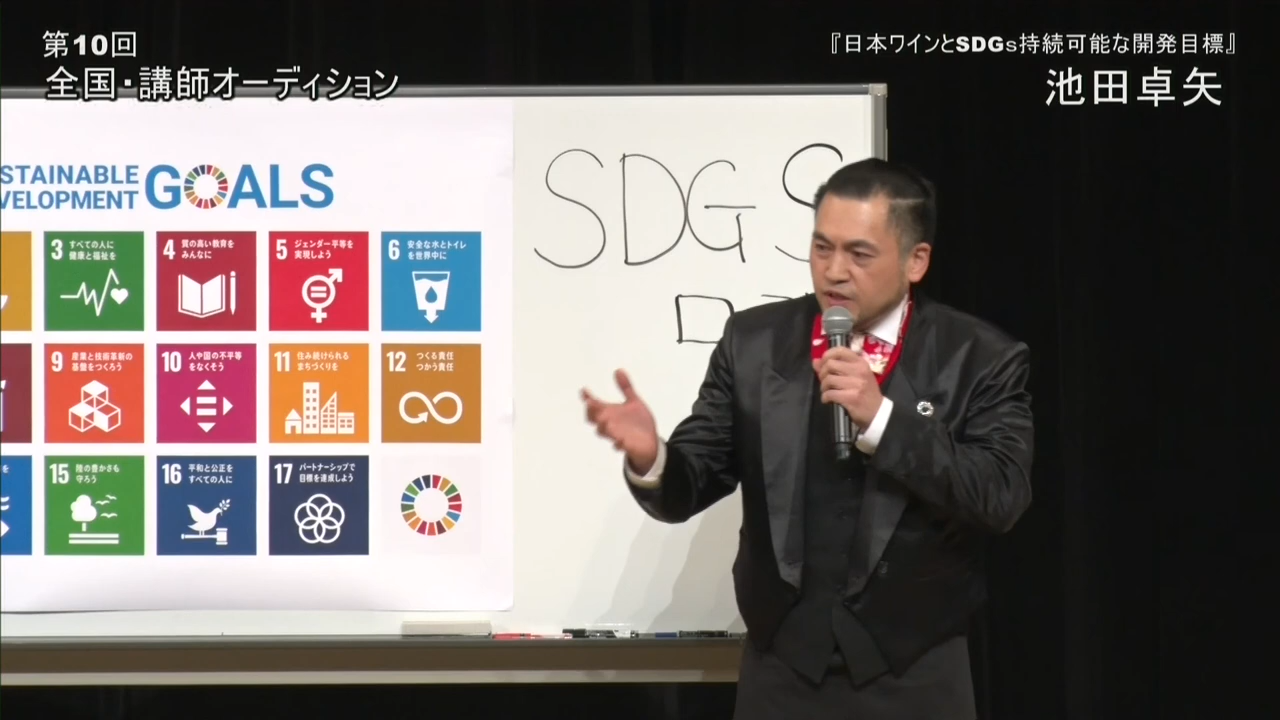 第10回
全国・講師オーディション
『日本ワインとSDGs持続可能な開発目標』
池田卓矢
STAINABLE
VELOPMENT
GOALS
3 すべての人に
健康と福祉を
4 質の高い教育を
みんなに
5 ジェンダー平等を
実現しよう
6 安全な水とトイレ
を世界中に
9 産業と技術革新の
基盤をつくろう
10 人や国の不平等
をなくそう
11 住み続けられる
まちづくりを
12 つくる責任
つかう責任
を
15 陸の豊かさも
守ろう
16 平和と公正を
すべての人に
17 パートナーシップで
目標を達成しよう
SDGS
ロ